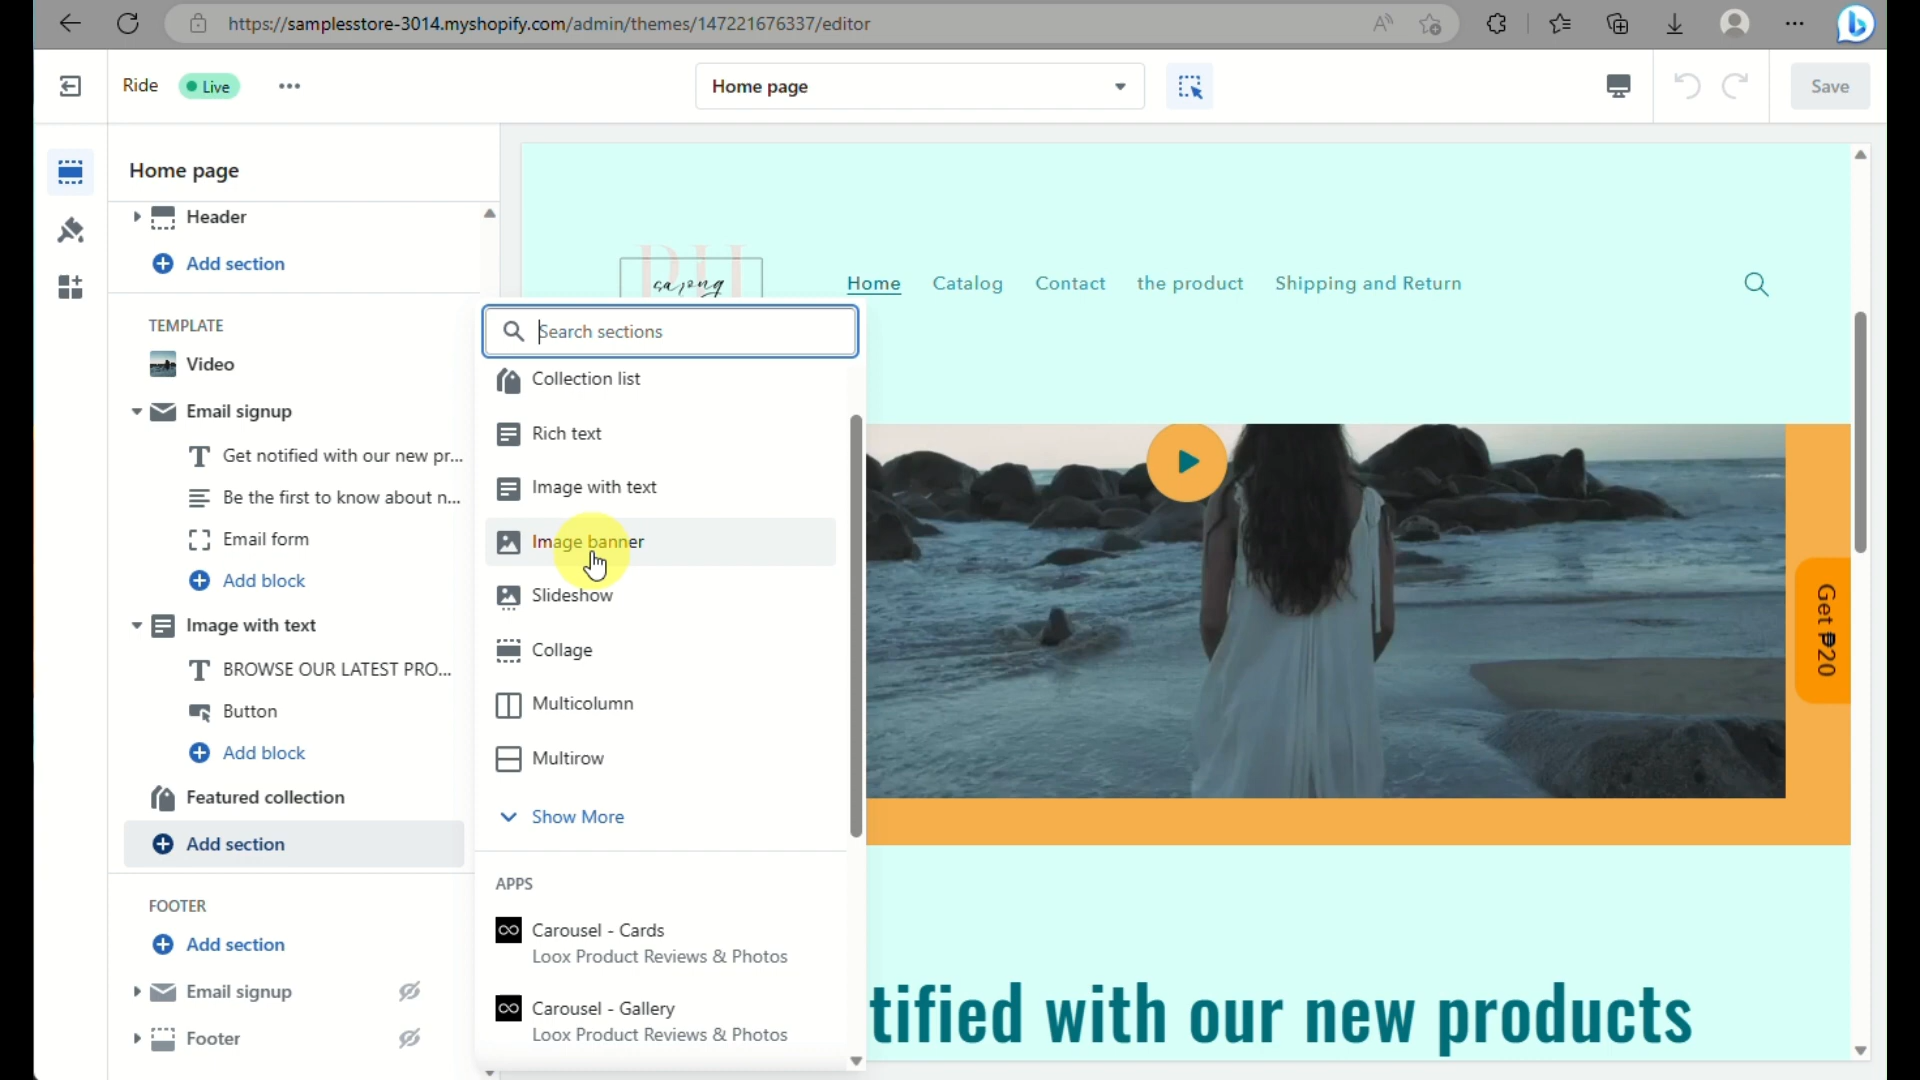 https://samplesstore-3014.myshopify.com/admin/themes/147221676337/editor
Ride
Live
Home page
Save
Home page
Header
Add section
TEMPLATE
Video
Email signup
Get notified with our new pr...
Be the first to know about n...
Email form
Add block
Image with text
BROWSE OUR LATEST PRO...
Button
Add block
Featured collection
Add section
FOOTER
Add section
Email signup
Footer
Search sections
Collection list
Rich text
Image with text
Image banner
Slideshow
Collage
Multicolumn
Multirow
Show More
APPS
Carousel - Cards
Loox Product Reviews & Photos
Carousel - Gallery
Loox Product Reviews & Photos
sarong
Home
Catalog
Contact
the product
Shipping and Return
Get ₱20
tified with our new products